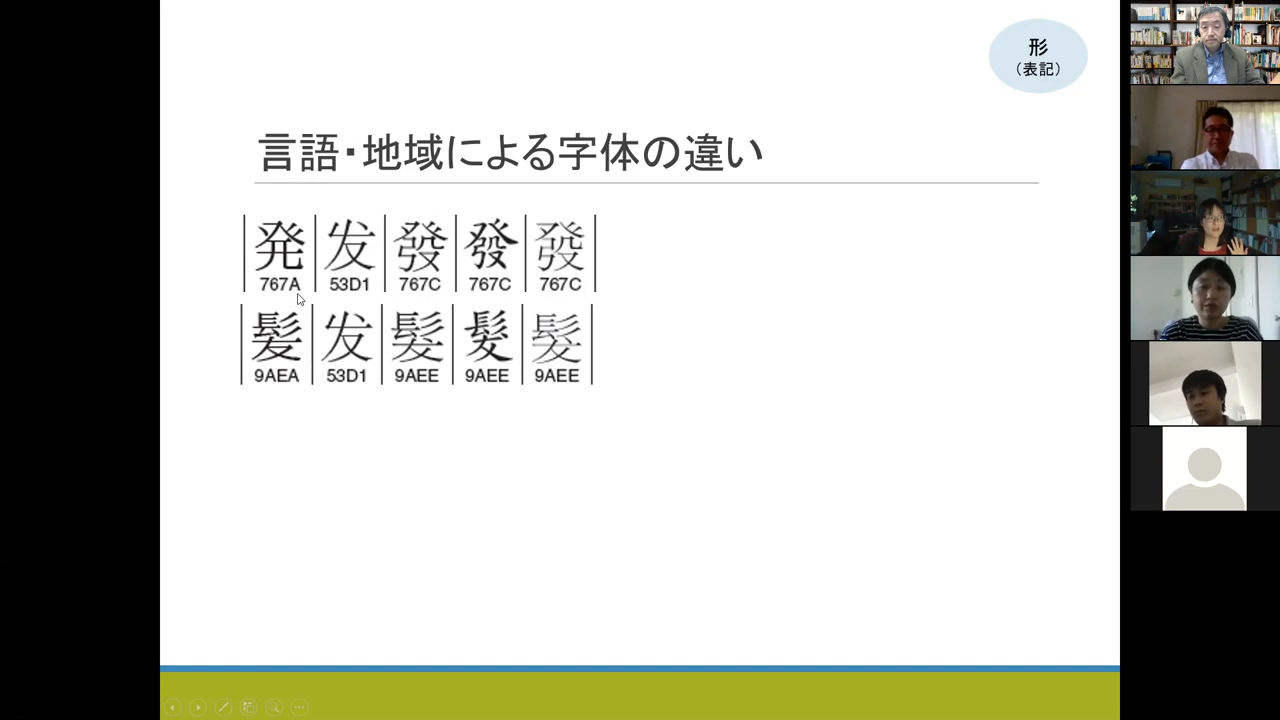 形
(表記)
言語・地域による字体の違い
発 发 發 發 發
767A 53D1 767C 767C 767C
髪 发 髮 髮 髮
9AEA 53D1 9AEE 9AEE 9AEE